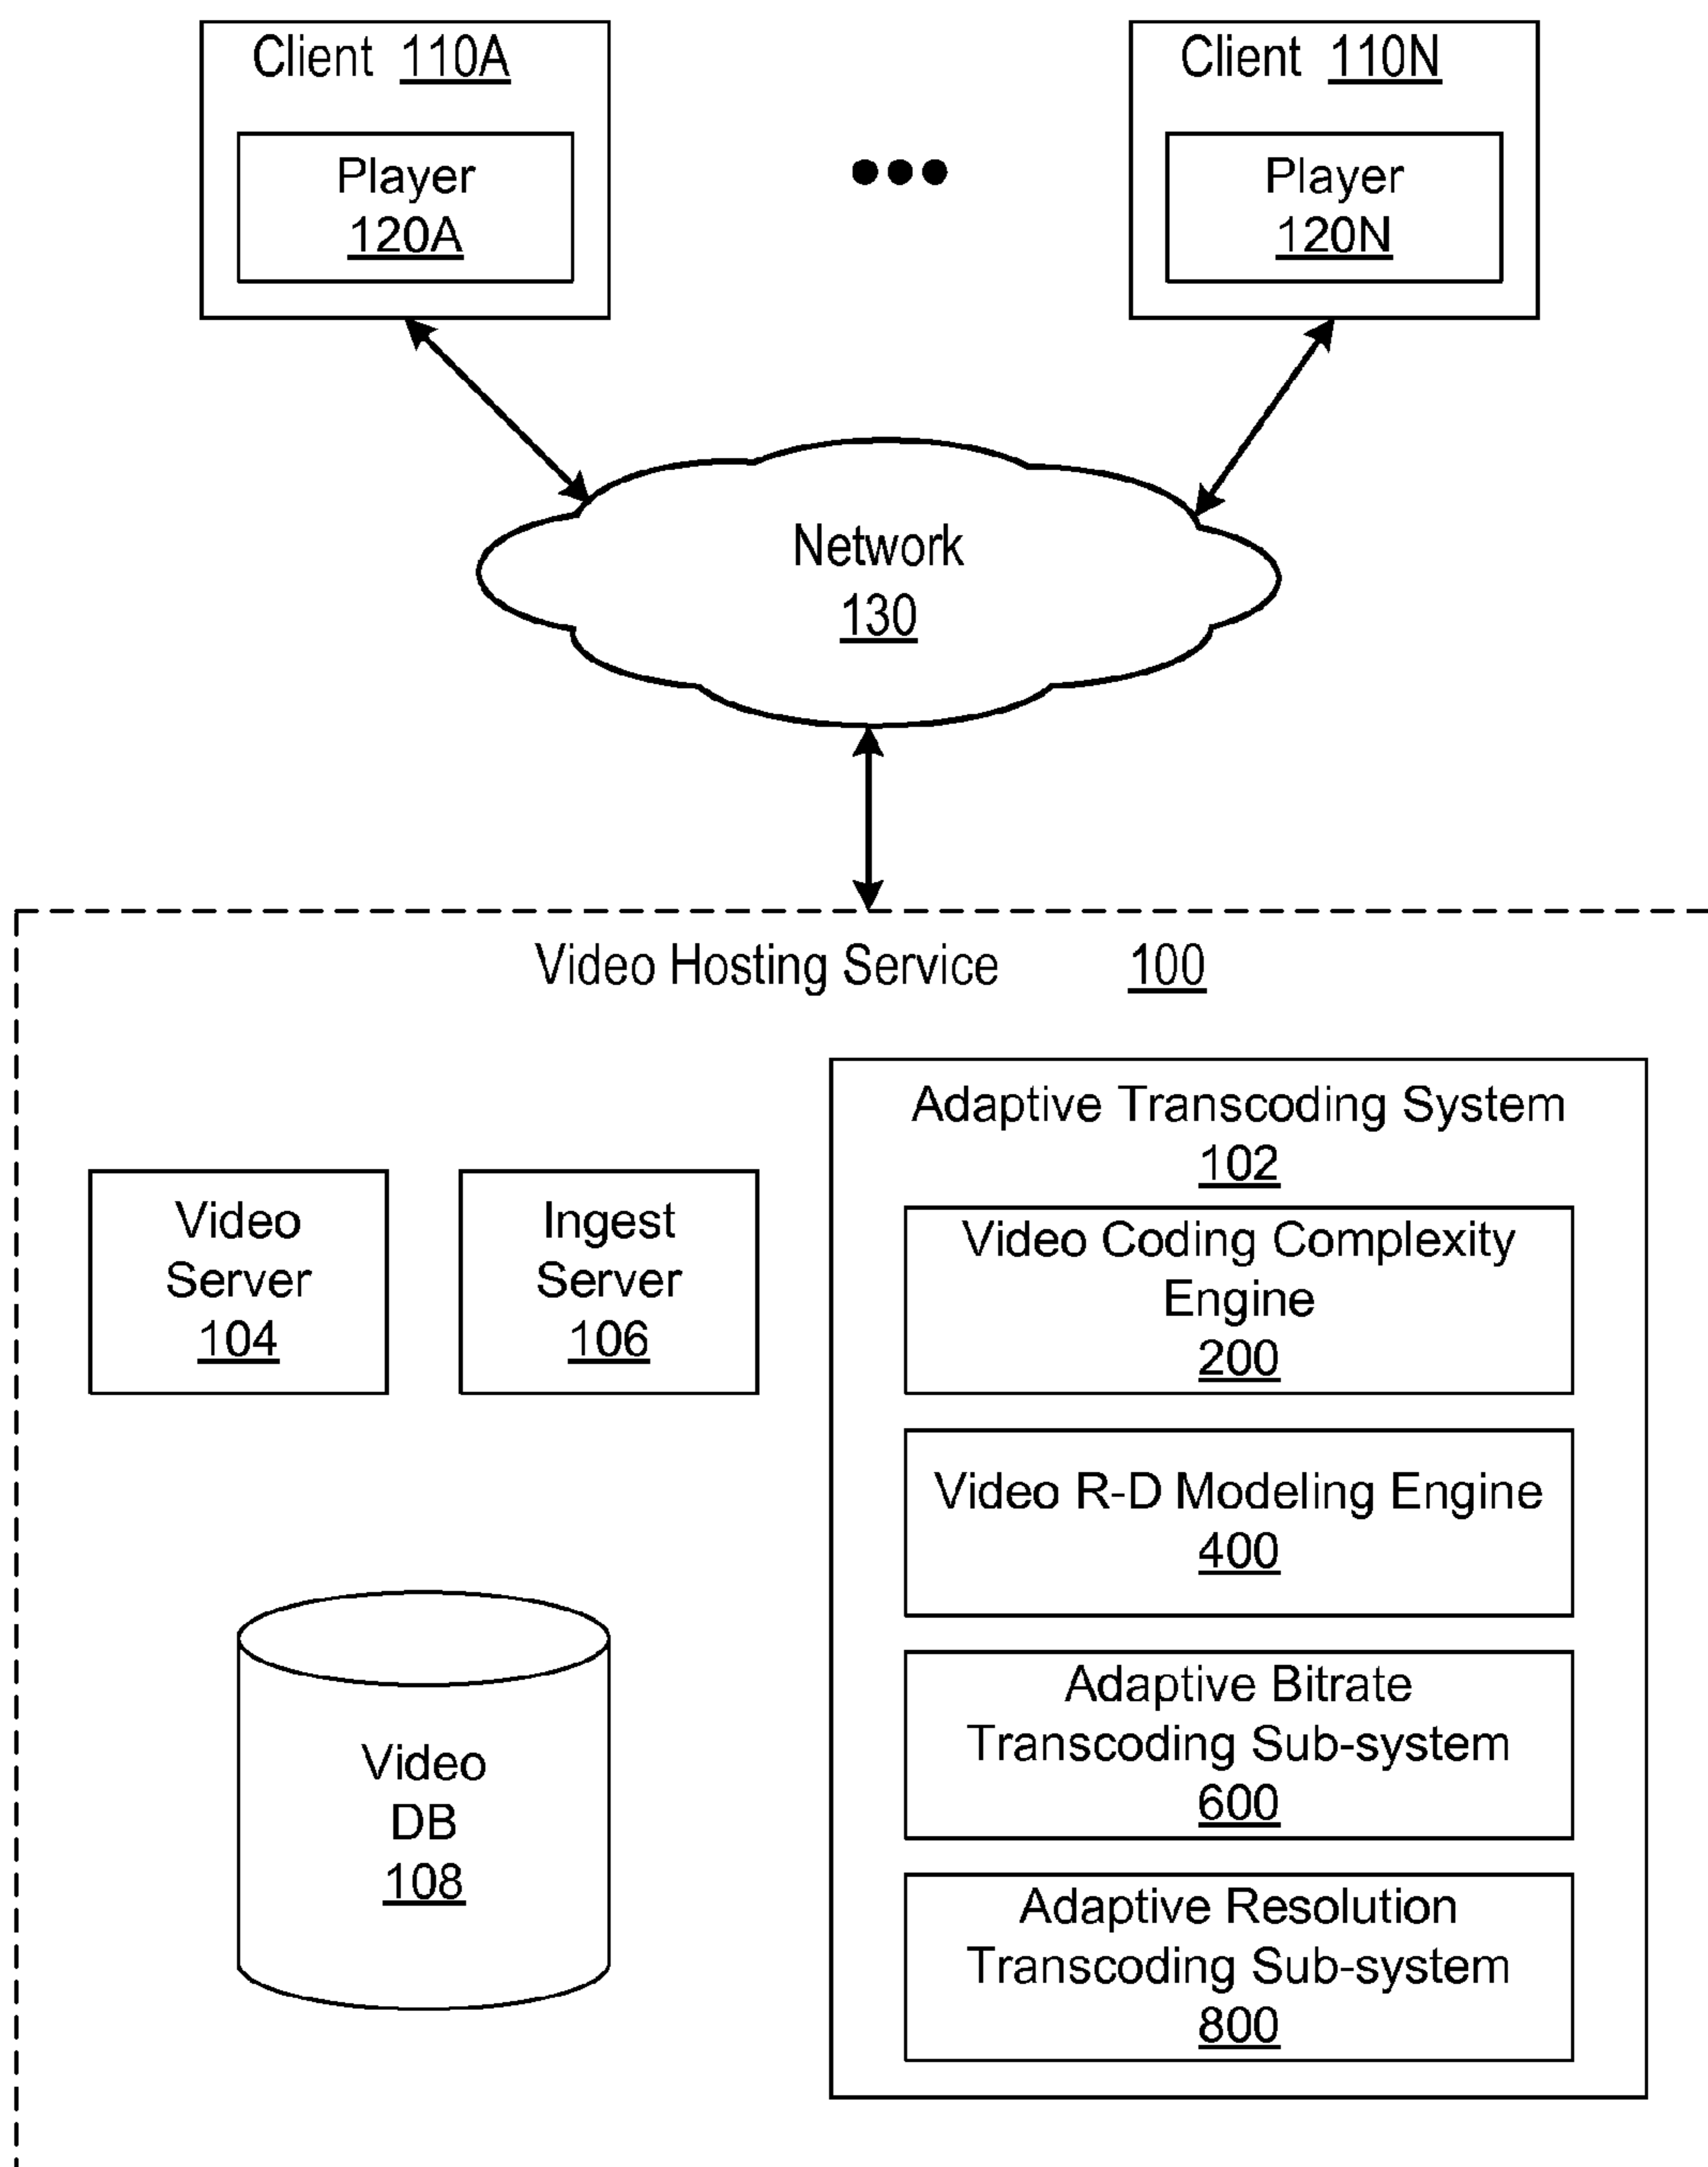 Client 110A
Player
120A
Client 110N
Player
120N
Network
130
Video Hosting Service 100
Adaptive Transcoding System
102
Video
Server
104
Ingest
Server
106
Video Coding Complexity
Engine
200
Video R-D Modeling Engine
400
Adaptive Bitrate
Transcoding Sub-system
600
Video
DB
108
Adaptive Resolution
Transcoding Sub-system
800